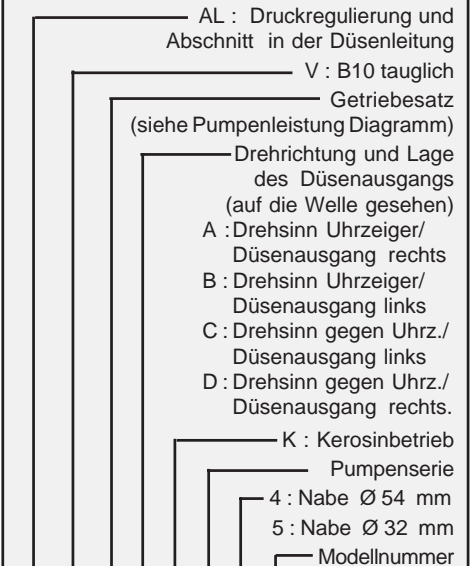 AL : Druckregulierung und
Abschnitt in der Düsenleitung
V : B10 tauglich
Getriebesatz
(siehe Pumpenleistung Diagramm)
Drehrichtung und Lage
des Düsenausgangs
(auf die Welle gesehen)
A : Drehsinn Uhrzeiger/
Düsenausgang rechts
B : Drehsinn Uhrzeiger/
Düsenausgang links
C : Drehsinn gegen Uhrz./
Düsenausgang links
D : Drehsinn gegen Uhrz./
Düsenausgang rechts.
K : Kerosinbetrieb
Pumpenserie
4 : Nabe Ø 54 mm
5 : Nabe Ø 32 mm
Modellnummer